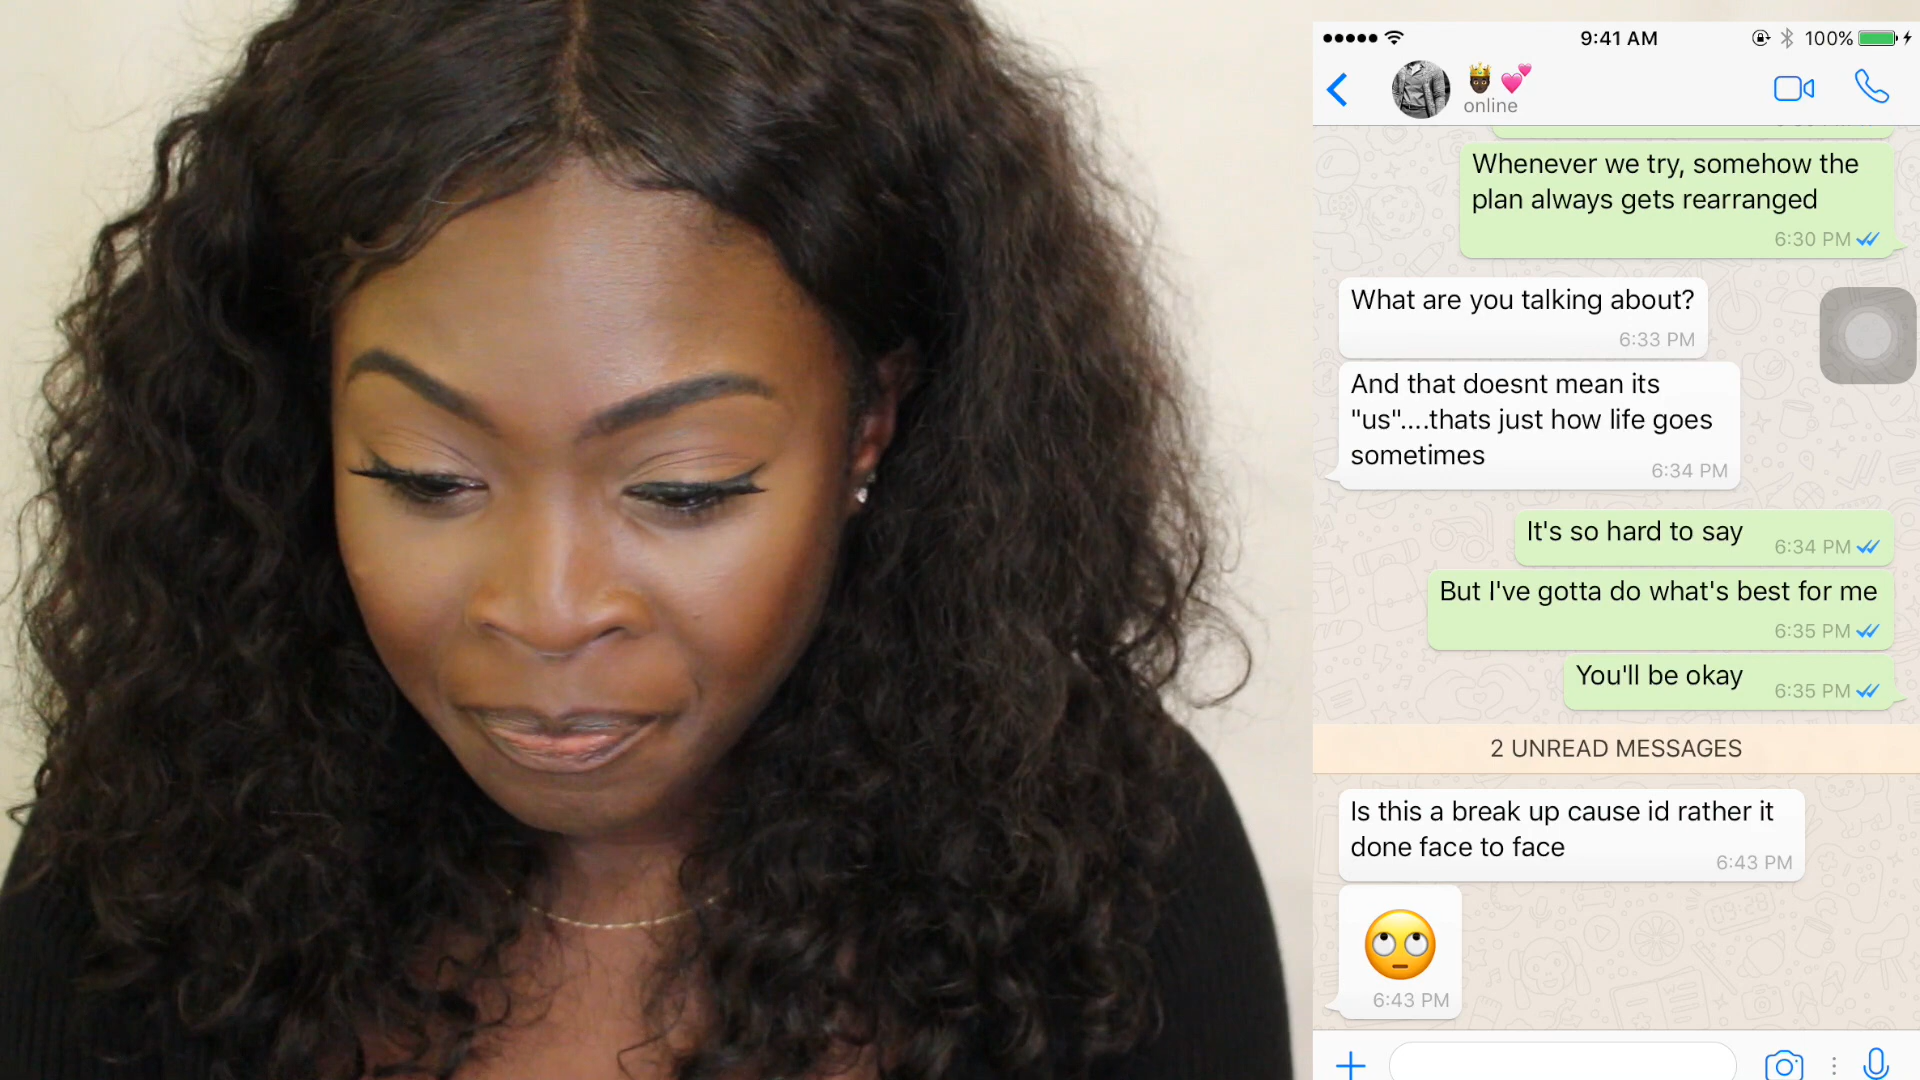 9:41 AM
100%
online
Whenever we try, somehow the
plan always gets rearranged
6:30 PM
What are you talking about?
6:33 PM
And that doesnt mean its
"us"....thats just how life goes
sometimes
6:34 PM
It's so hard to say
6:34 PM
But I've gotta do what's best for me
6:35 PM
You'll be okay
6:35 PM
2 UNREAD MESSAGES
Is this a break up cause id rather it
done face to face
6:43 PM
6:43 PM